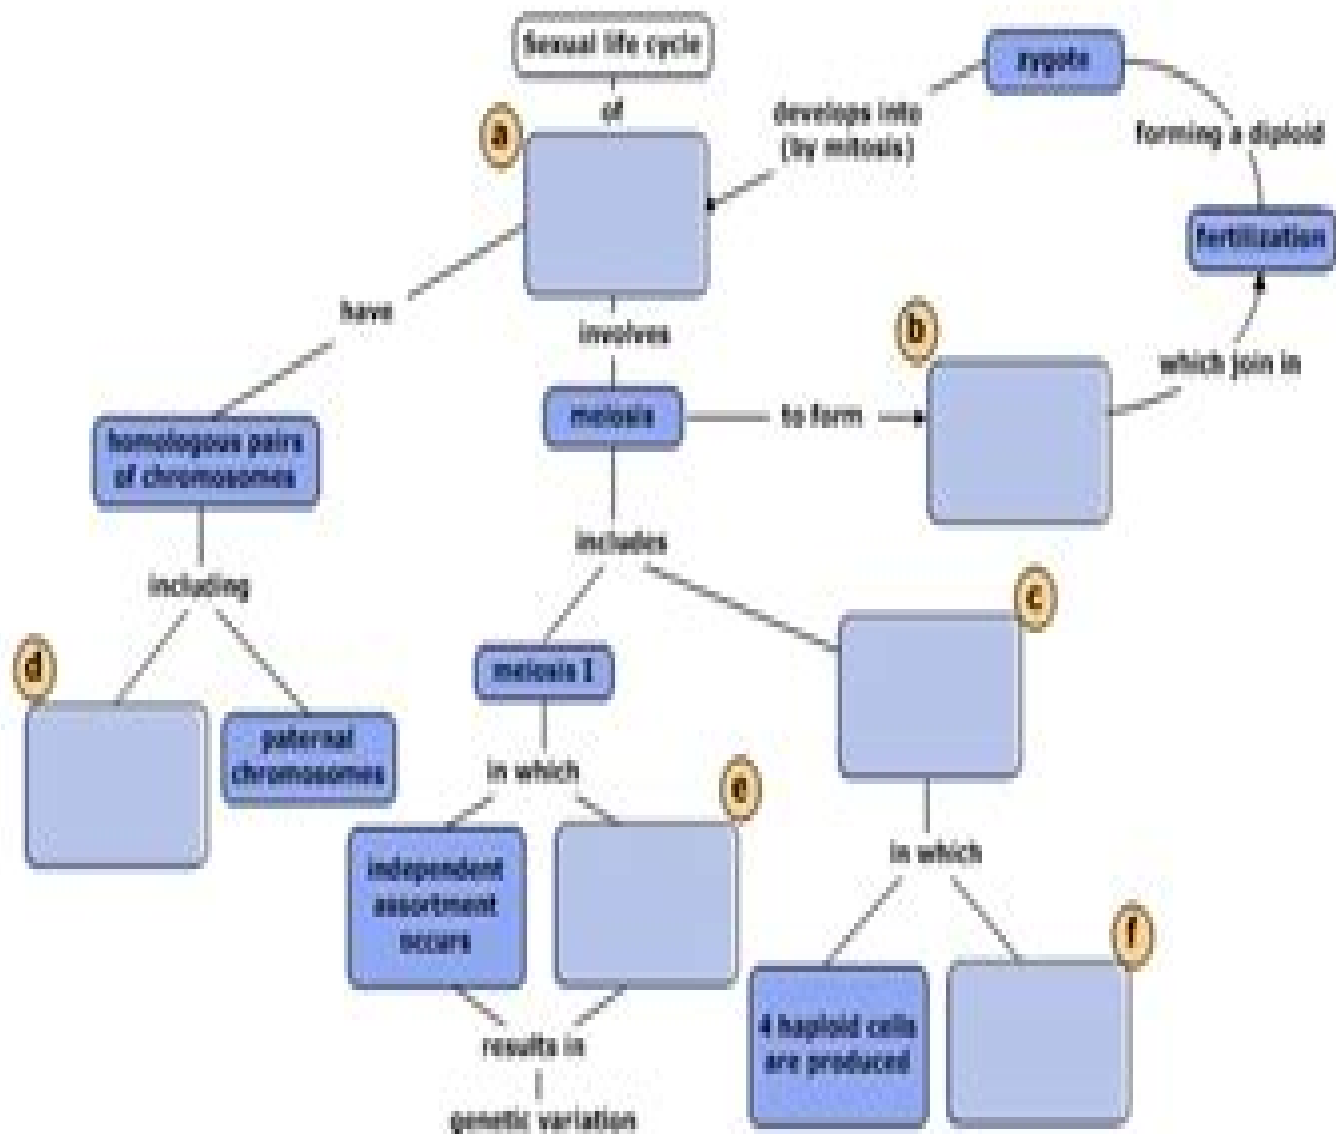 Sexual life cycle
of
a
zygote
develops into
(by mitosis)
forming a diploid
fertilization
have
involves
b
which join in
homologous pairs
of chromosomes
meiosis
to form
including
includes
c
d
meiosis I
paternal
chromosomes
in which
e
independent
assortment
occurs
in which
f
results in
4 haploid cells
are produced
genetic variation